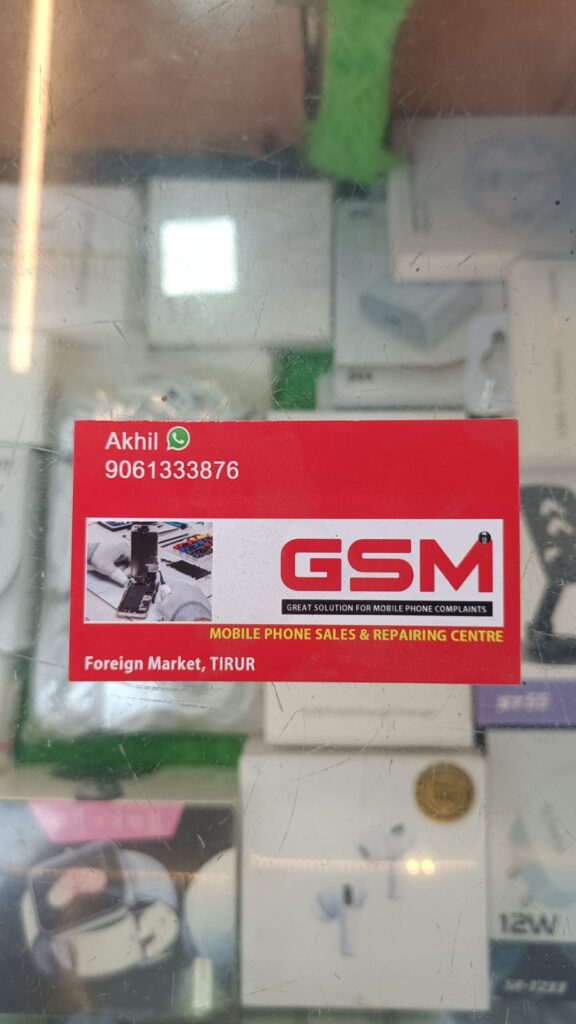 Akhil
9061333876
GSM
GREAT SOLUTION FOR MOBILE PHONE COMPLAINTS
MOBILE PHONE SALES & REPAIRING CENTRE
Foreign Market, TIRUR
12W